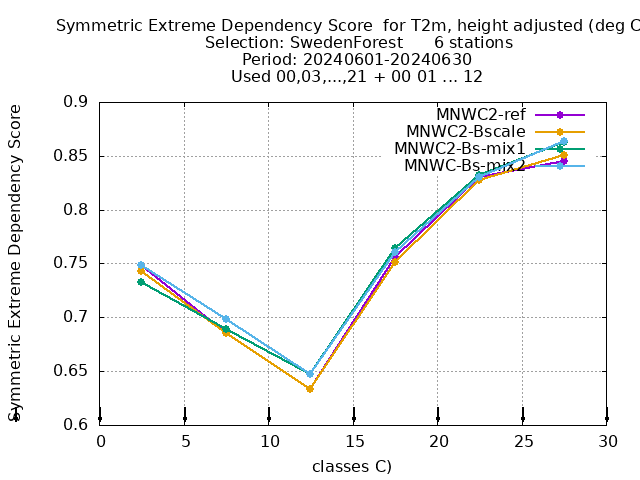 Symmetric Extreme Dependency Score for T2m, height adjusted (deg C
Selection: SwedenForest 6 stations
Period: 20240601-20240630
Used 00,03,...,21 + 00 01 ... 12
Symmetric Extreme Dependency Score
0.9
0.85
0.8
0.75
0.7
0.65
0.6
MNWC2-ref
MNWC2-Bscale
MNWC2-Bs-mix1
MNWC-Bs-mix2
0 5 10 15 20 25 30
classes C)